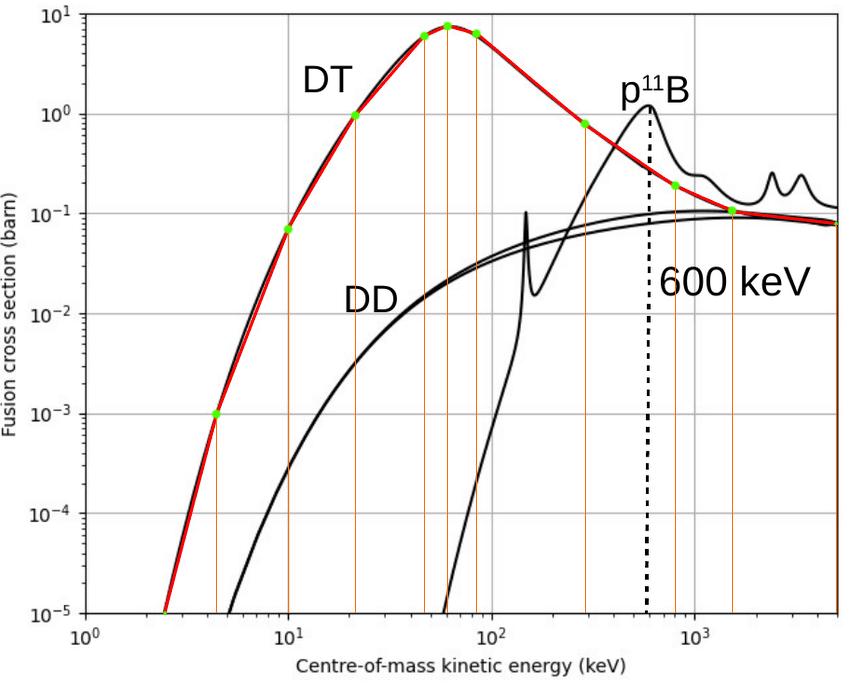 10¹
DT
p¹¹B
10⁰
10⁻¹
600 keV
DD
10⁻²
10⁻³
10⁻⁴
10⁻⁵
Fusion cross section (barn)
10⁰ 10¹ 10² 10³
Centre-of-mass kinetic energy (keV)